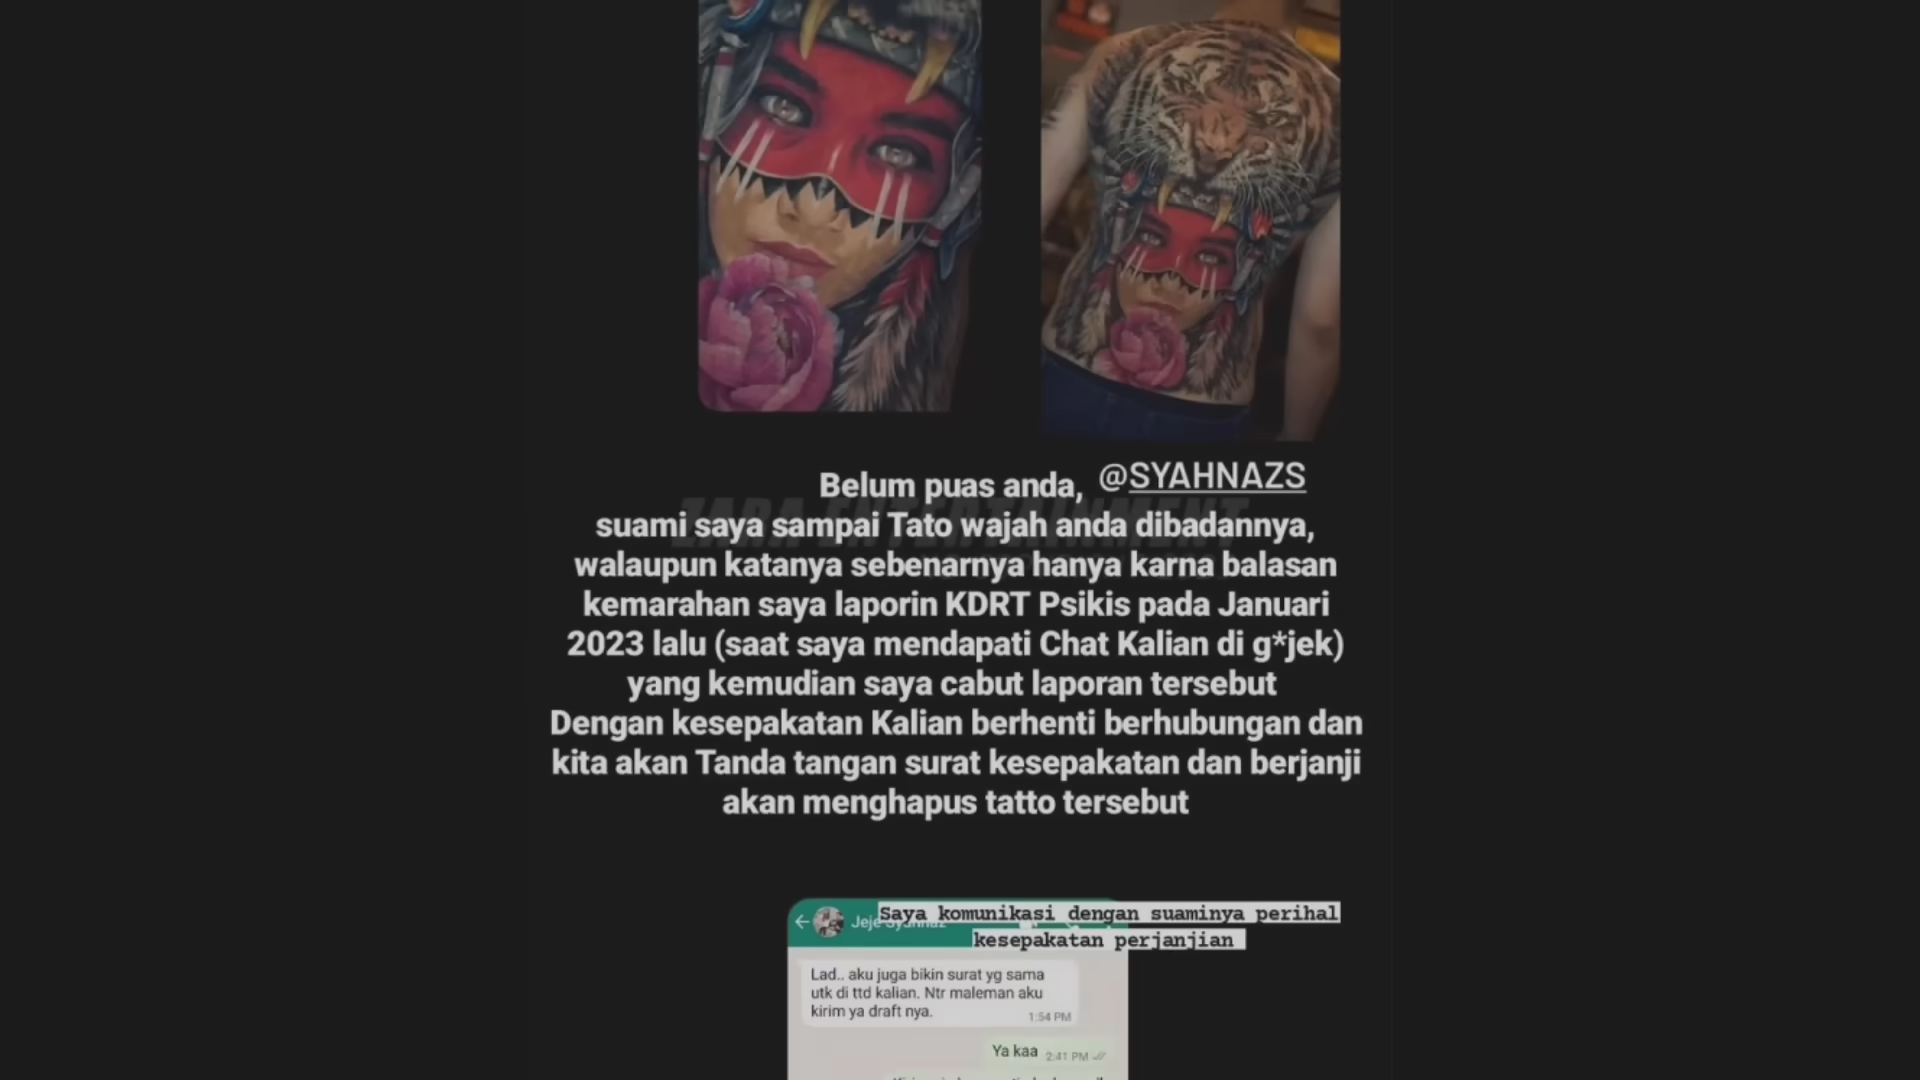 Belum puas anda, @SYAHNAZS
suami saya sampai Tato wajah anda dibadannya,
walaupun katanya sebenarnya hanya karna balasan
kemarahan saya laporin KDRT Psikis pada Januari
2023 lalu (saat saya mendapati Chat Kalian di g*jek)
yang kemudian saya cabut laporan tersebut
Dengan kesepakatan Kalian berhenti berhubungan dan
kita akan Tanda tangan surat kesepakatan dan berjanji
akan menghapus tatto tersebut
ZARA ENTERTAINMENT
Saya komunikasi dengan suaminya perihal
kesepakatan perjanjian
Jeje Syahnaz
Lad.. aku juga bikin surat yg sama
utk di ttd kalian. Ntr maleman aku
kirim ya draft nya.
1:54 PM
Ya kaa 2:41 PM